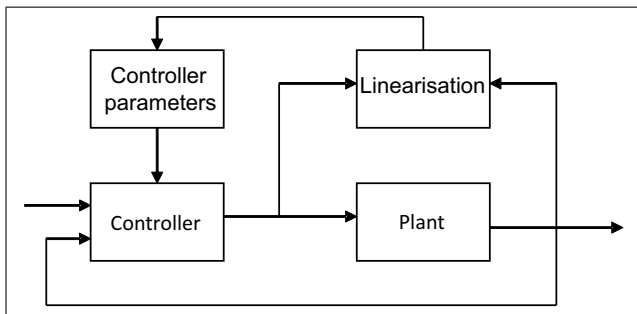 Controller
parameters
Linearisation
Controller
Plant